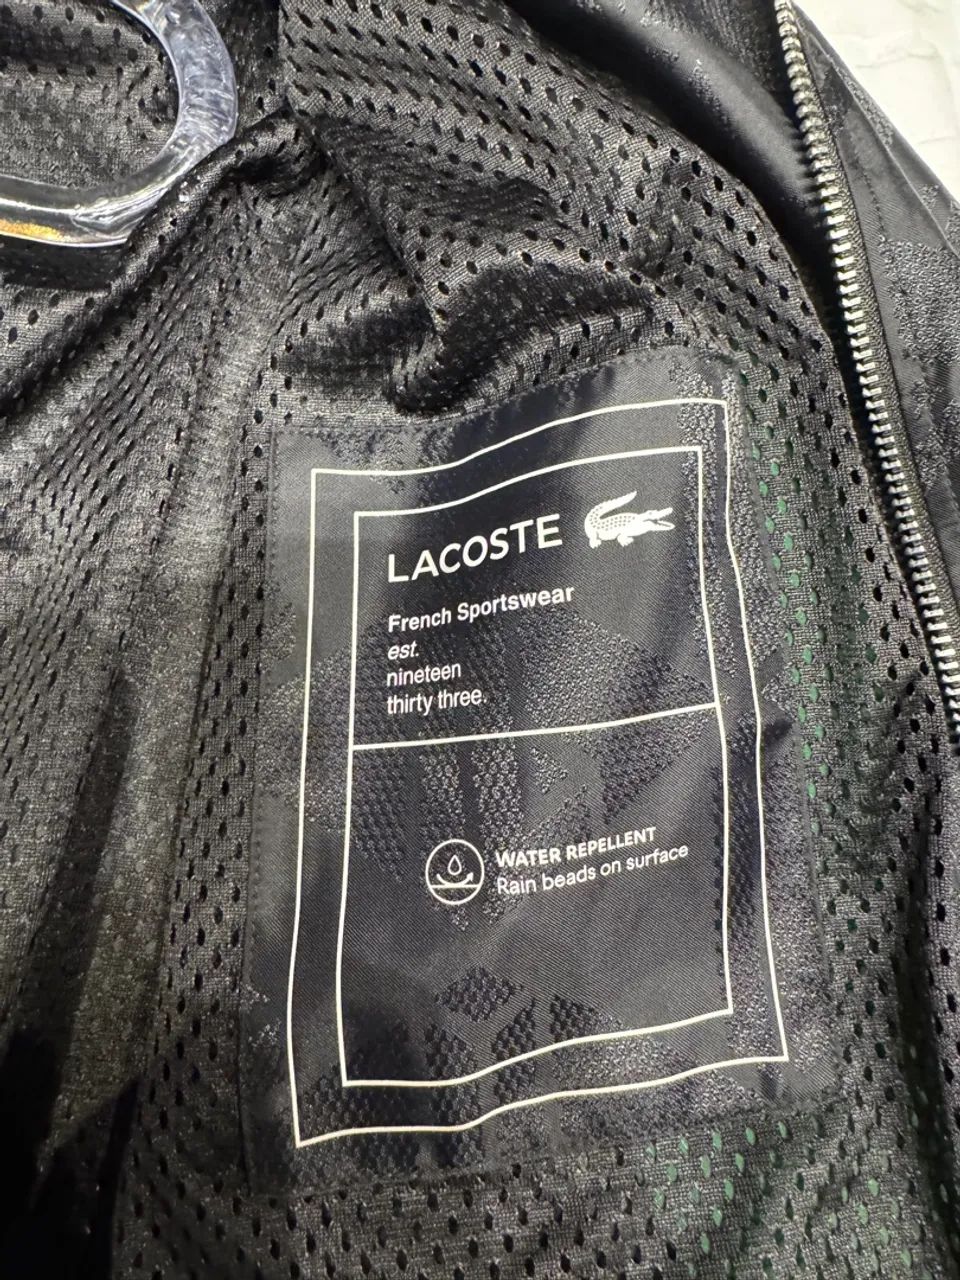 LACOSTE
French Sportswear
est.
nineteen
thirty three.
WATER REPELLENT
Rain beads on surface